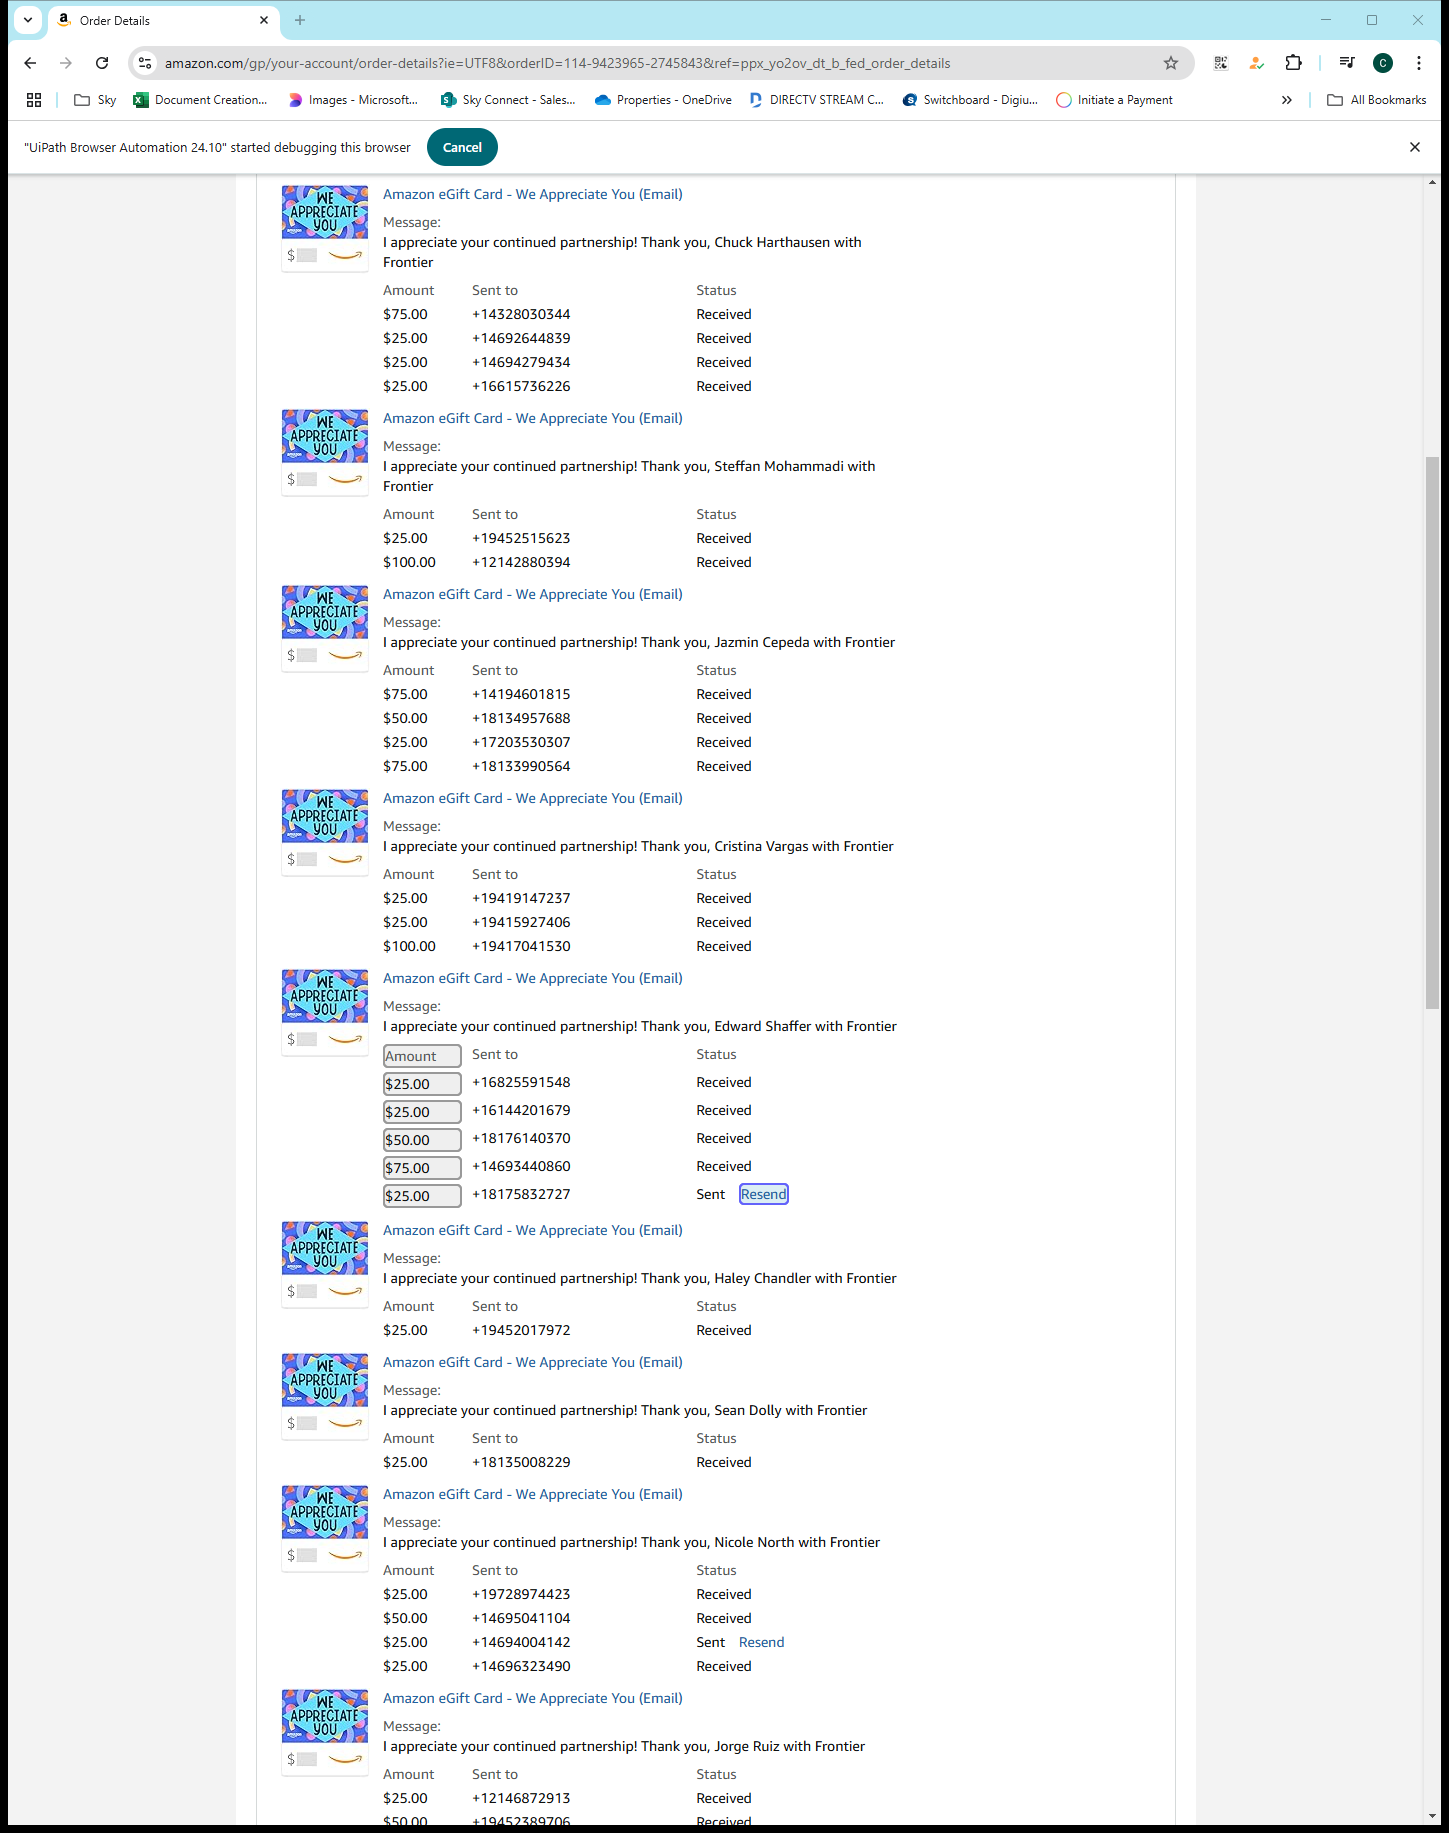 Order Details
amazon.com/gp/your-account/order-details?ie=UTF8&orderID=114-9423965-2745843&ref=ppx_yo2ov_dt_b_fed_order_details
C
Sky
Document Creation...
Images - Microsoft...
Sky Connect - Sales...
Properties - OneDrive
DIRECTV STREAM C...
Switchboard - Digiu...
Initiate a Payment
All Bookmarks
"UiPath Browser Automation 24.10" started debugging this browser
Cancel
WE APPRECIATE YOU
$
Amazon eGift Card - We Appreciate You (Email)
Message:
I appreciate your continued partnership! Thank you, Chuck Harthausen with
Frontier
Amount Sent to Status
$75.00 +14328030344 Received
$25.00 +14692644839 Received
$25.00 +14694279434 Received
$25.00 +16615736226 Received
WE APPRECIATE YOU
$
Amazon eGift Card - We Appreciate You (Email)
Message:
I appreciate your continued partnership! Thank you, Steffan Mohammadi with
Frontier
Amount Sent to Status
$25.00 +19452515623 Received
$100.00 +12142880394 Received
WE APPRECIATE YOU
$
Amazon eGift Card - We Appreciate You (Email)
Message:
I appreciate your continued partnership! Thank you, Jazmin Cepeda with Frontier
Amount Sent to Status
$75.00 +14194601815 Received
$50.00 +18134957688 Received
$25.00 +17203530307 Received
$75.00 +18133990564 Received
WE APPRECIATE YOU
$
Amazon eGift Card - We Appreciate You (Email)
Message:
I appreciate your continued partnership! Thank you, Cristina Vargas with Frontier
Amount Sent to Status
$25.00 +19419147237 Received
$25.00 +19415927406 Received
$100.00 +19417041530 Received
WE APPRECIATE YOU
$
Amazon eGift Card - We Appreciate You (Email)
Message:
I appreciate your continued partnership! Thank you, Edward Shaffer with Frontier
Amount Sent to Status
$25.00 +16825591548 Received
$25.00 +16144201679 Received
$50.00 +18176140370 Received
$75.00 +14693440860 Received
$25.00 +18175832727 Sent Resend
WE APPRECIATE YOU
$
Amazon eGift Card - We Appreciate You (Email)
Message:
I appreciate your continued partnership! Thank you, Haley Chandler with Frontier
Amount Sent to Status
$25.00 +19452017972 Received
WE APPRECIATE YOU
$
Amazon eGift Card - We Appreciate You (Email)
Message:
I appreciate your continued partnership! Thank you, Sean Dolly with Frontier
Amount Sent to Status
$25.00 +18135008229 Received
WE APPRECIATE YOU
$
Amazon eGift Card - We Appreciate You (Email)
Message:
I appreciate your continued partnership! Thank you, Nicole North with Frontier
Amount Sent to Status
$25.00 +19728974423 Received
$50.00 +14695041104 Received
$25.00 +14694004142 Sent Resend
$25.00 +14696323490 Received
WE APPRECIATE YOU
$
Amazon eGift Card - We Appreciate You (Email)
Message:
I appreciate your continued partnership! Thank you, Jorge Ruiz with Frontier
Amount Sent to Status
$25.00 +12146872913 Received
$50.00 +19452389706 Received